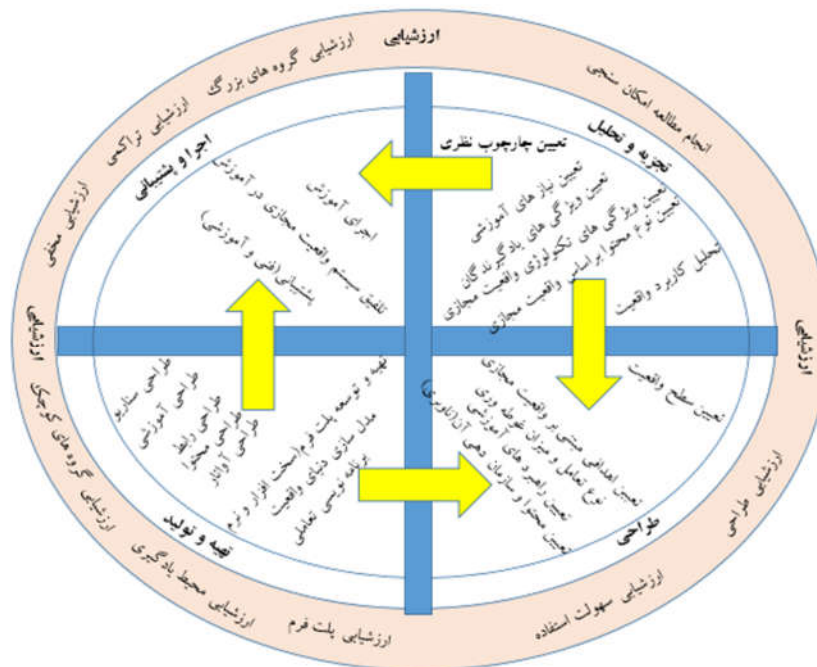 ارزشیابی
ارزشیابی گروه های بزرگ
ارزشیابی تراکمی
ارزشیابی مخفی
ارزشیابی
ارزشیابی گروه های کوچک
ارزشیابی محیط یادگیری
ارزشیابی پلت فرم
ارزشیابی سهولت استفاده
ارزشیابی طراحی
ارزشیابی
انجام مطالعه امکان سنجی
تجزیه و تحلیل
تعیین چارچوب نظری
تعیین نیاز های آموزشی
تعیین ویژگی های یادگیرندگان
تعیین ویژگی های تکنولوژی واقعیت مجازی
تعیین نوع محتوا براساس واقعیت مجازی
تحلیل کاربرد واقعیت
طراحی
تعیین سطح واقعیت
تعیین اهدافی مبتنی بر واقعیت مجازی
نوع تعامل و میزان غوطه وری
تعیین راهبرد های آموزشی
تعیین محتوا و سازمان دهی آن(ناوبری)
تهیه و تولید
تهیه و توسعه پلت فرم(سخت افزار و نرم
مدل سازی دنیای واقعیت
برنامه نویسی تعاملی
طراحی سناریو
طراحی آموزشی
طراحی رابط
طراحی محتوا
طراحی آواتار
اجرا و پشتیبانی
اجرای آموزش
تلفیق سیستم واقعیت مجازی در آموزش
پشتیبانی(فنی و آموزشی)